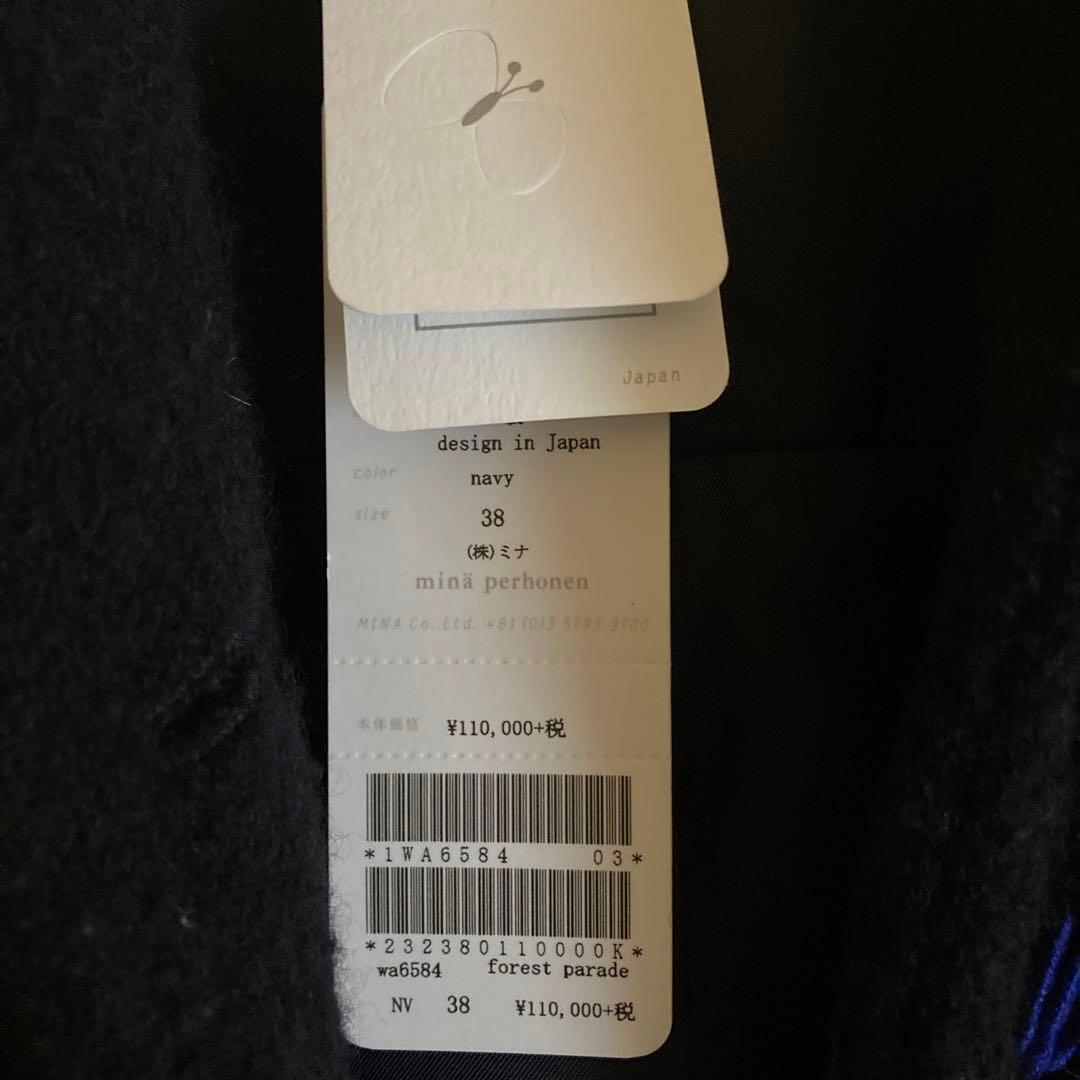 Japan
design in Japan
color navy
size 38
(株)ミナ
minä perhonen
MINA Co.,Ltd. +81(0)3 6793 3700
本体価格 ¥110,000+税
*1WA6584 03*
*232380110000K*
wa6584 forest parade
NV 38 ¥110,000+税